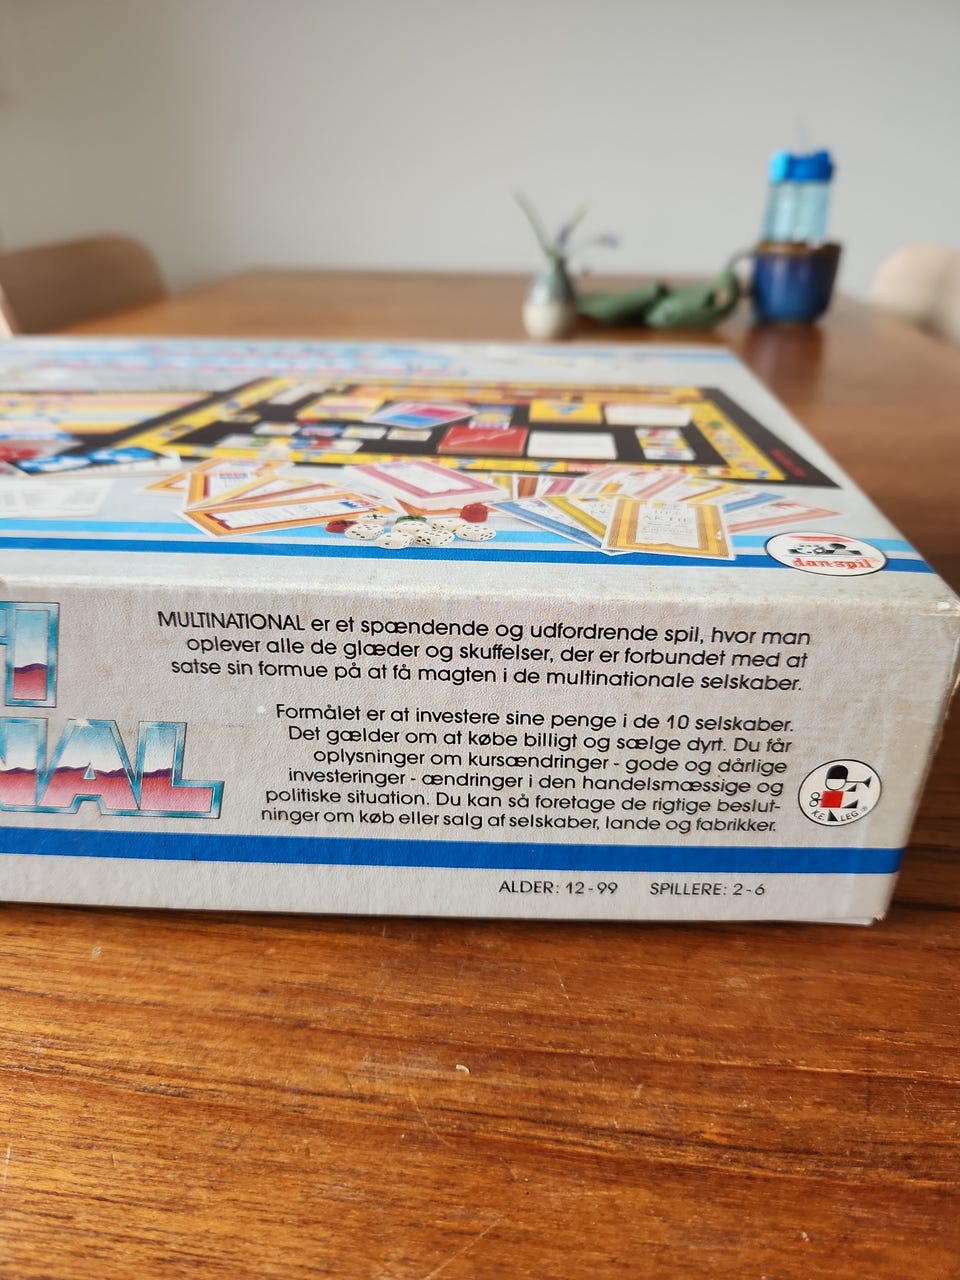 AKTIE
dan-spil
MULTINATIONAL er et spændende og udfordrende spil, hvor man
oplever alle de glæder og skuffelser, der er forbundet med at
satse sin formue på at få magten i de multinationale selskaber.
NAL
Formålet er at investere sine penge i de 10 selskaber.
Det gælder om at købe billigt og sælge dyrt. Du får
oplysninger om kursændringer - gode og dårlige
investeringer - ændringer i den handelsmæssige og
politiske situation. Du kan så foretage de rigtige beslut-
ninger om køb eller salg af selskaber, lande og fabrikker.
LEG
ALDER: 12-99 SPILLERE: 2-6